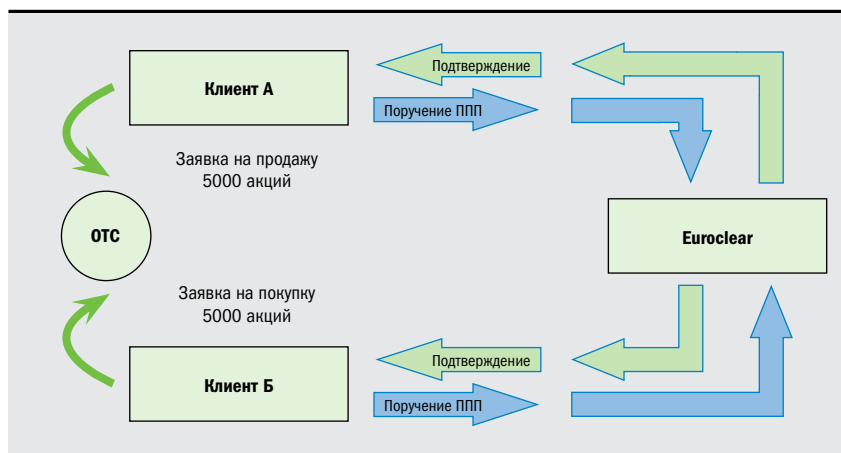 Подтверждение
Клиент А
Поручение ППП
Заявка на продажу
5000 акций
ОТС
Euroclear
Заявка на покупку
5000 акций
Подтверждение
Клиент Б
Поручение ППП